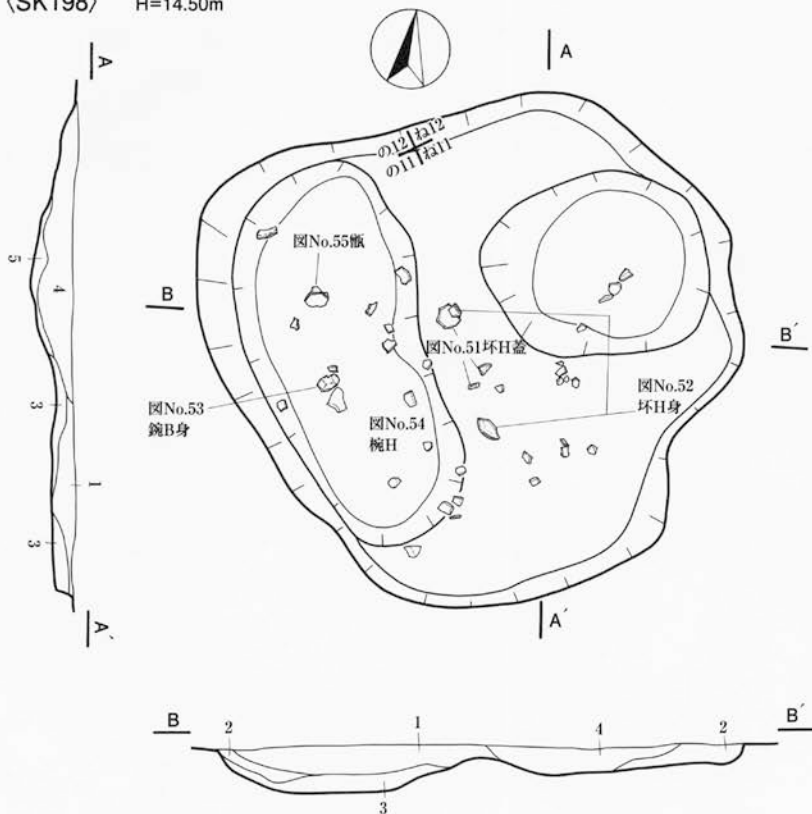 〈SK198〉 H=14.50m
A
A
の12 ね12
の11 ね11
図No.55甑
5
4
B
B´
図No.51坏H蓋
図No.52
坏H身
図No.53
鋺B身
図No.54
椀H
3
1
3
A´
A´
B
2
1
4
2
B´
3